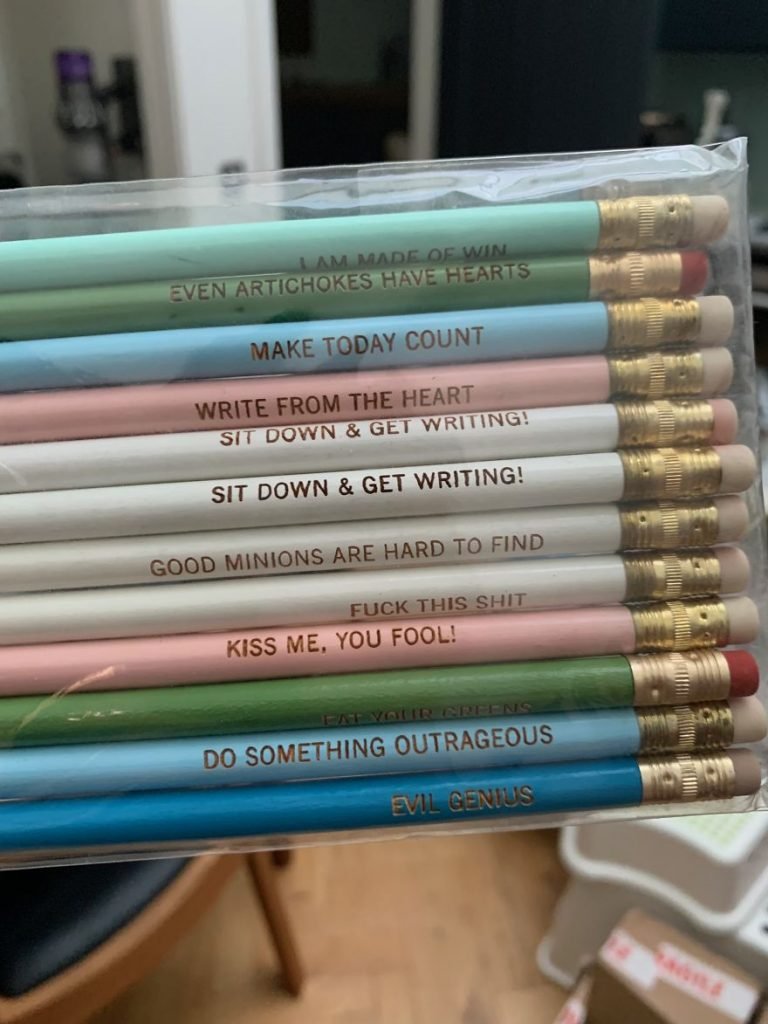 I AM MADE OF WIN
EVEN ARTICHOKES HAVE HEARTS
MAKE TODAY COUNT
WRITE FROM THE HEART
SIT DOWN & GET WRITING!
SIT DOWN & GET WRITING!
GOOD MINIONS ARE HARD TO FIND
FUCK THIS SHIT
KISS ME, YOU FOOL!
EAT YOUR GREENS
DO SOMETHING OUTRAGEOUS
EVIL GENIUS